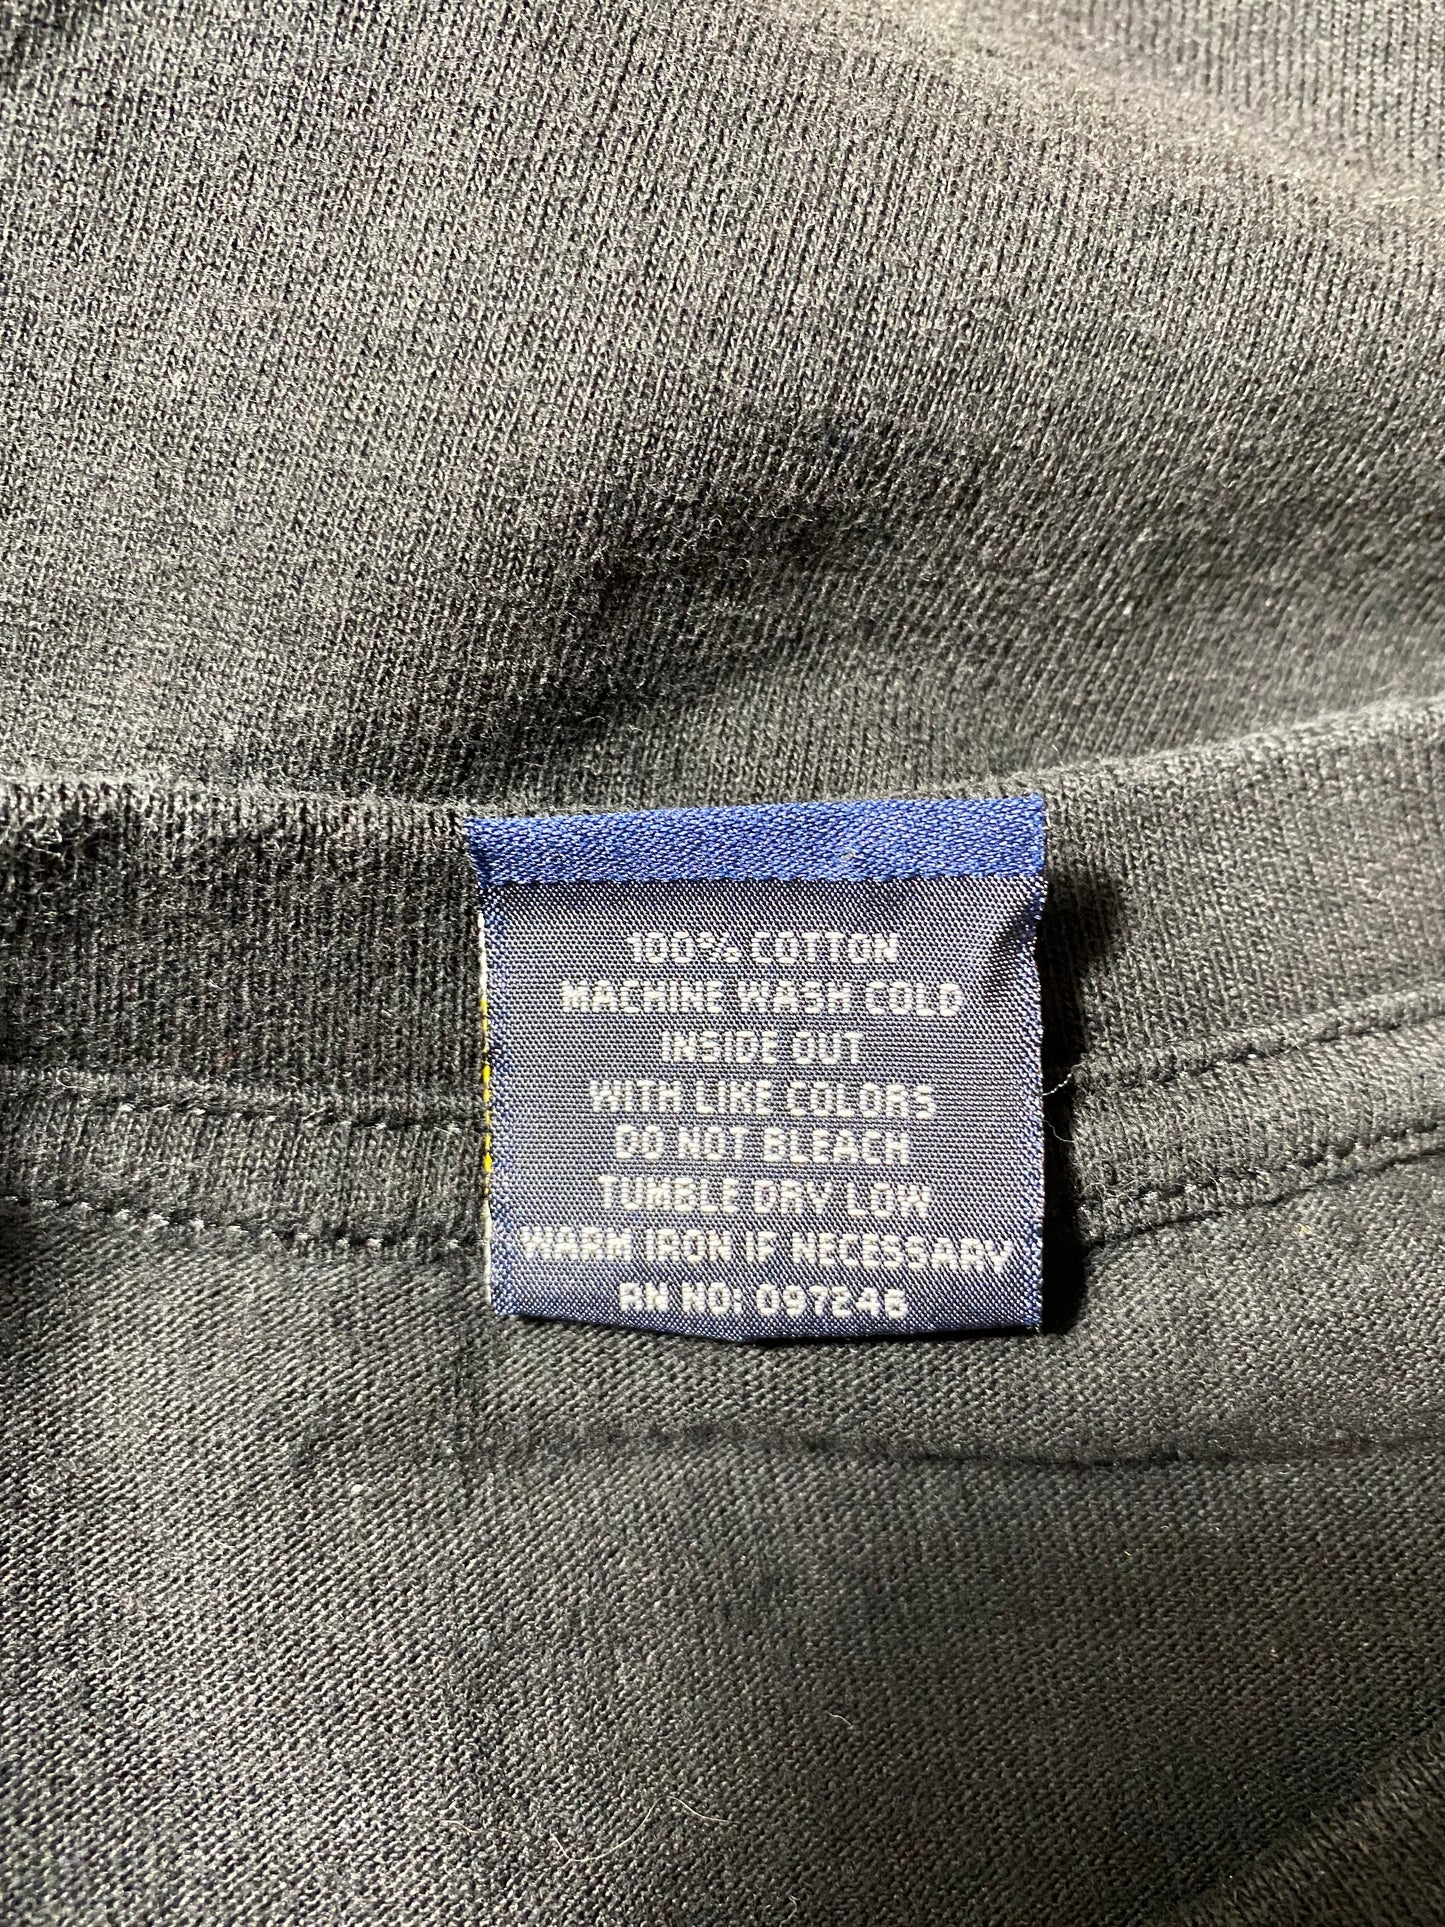 100% COTTON
MACHINE WASH COLD
INSIDE OUT
WITH LIKE COLORS
DO NOT BLEACH
TUMBLE DRY LOW
WARM IRON IF NECESSARY
RN NO: 097246